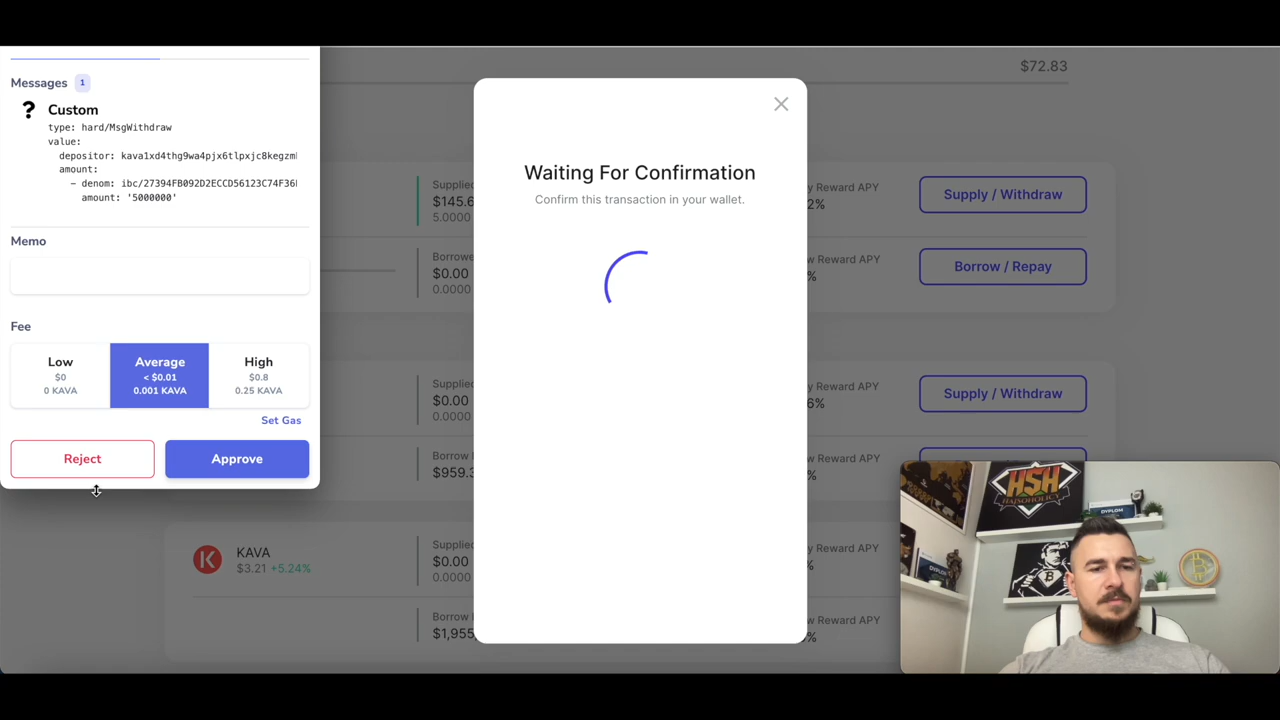 Messages 1
? Custom
type: hard/MsgWithdraw
value:
depositor: kava1xd4thg9wa4pjx6tlpxjc8kegzm
amount:
- denom: ibc/27394FB092D2ECCD56123C74F36
amount: '5000000'
Memo
Fee
Low
$0
0 KAVA
Average
< $0.01
0.001 KAVA
High
$0.8
0.25 KAVA
Set Gas
Reject
Approve
Waiting For Confirmation
Confirm this transaction in your wallet.
$72.83
Supplied
$145.6
5.0000
y Reward APY
2%
Supply / Withdraw
Borrowe
$0.00
0.0000
y Reward APY
%
Borrow / Repay
Supplied
$0.00
0.0000
y Reward APY
6%
Supply / Withdraw
Borrow
$959.3
y Reward APY
%
K
KAVA
$3.21 +5.24%
Supplied
$0.00
0.0000
y Reward APY
%
Borrow
$1,955
y Reward APY
%
HSH
HAJSOHOLICY
DYPLOM
DYPLOM
B